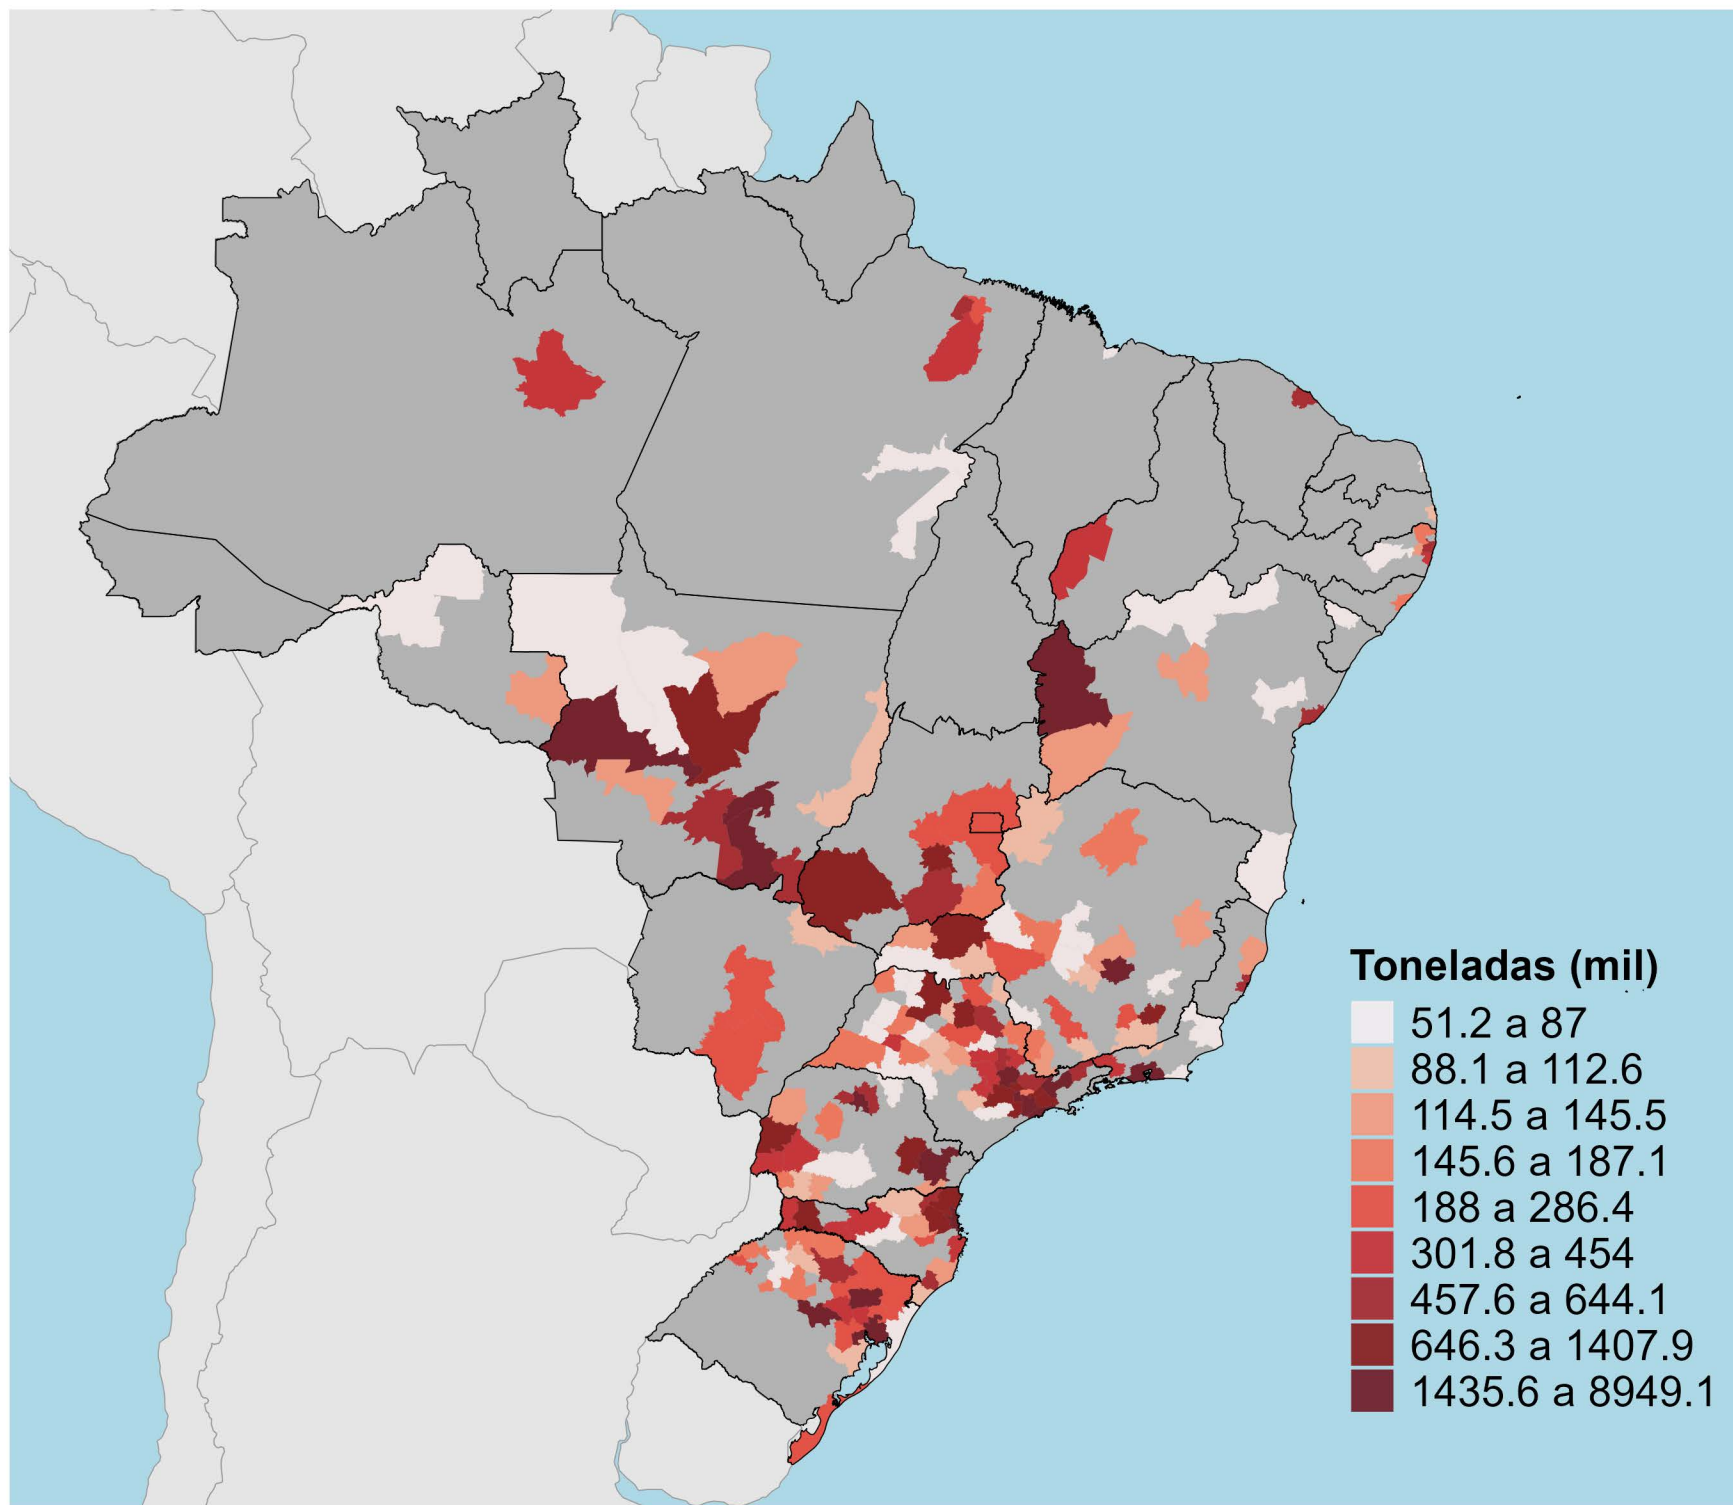 Toneladas (mil)
51.2 a 87
88.1 a 112.6
114.5 a 145.5
145.6 a 187.1
188 a 286.4
301.8 a 454
457.6 a 644.1
646.3 a 1407.9
1435.6 a 8949.1